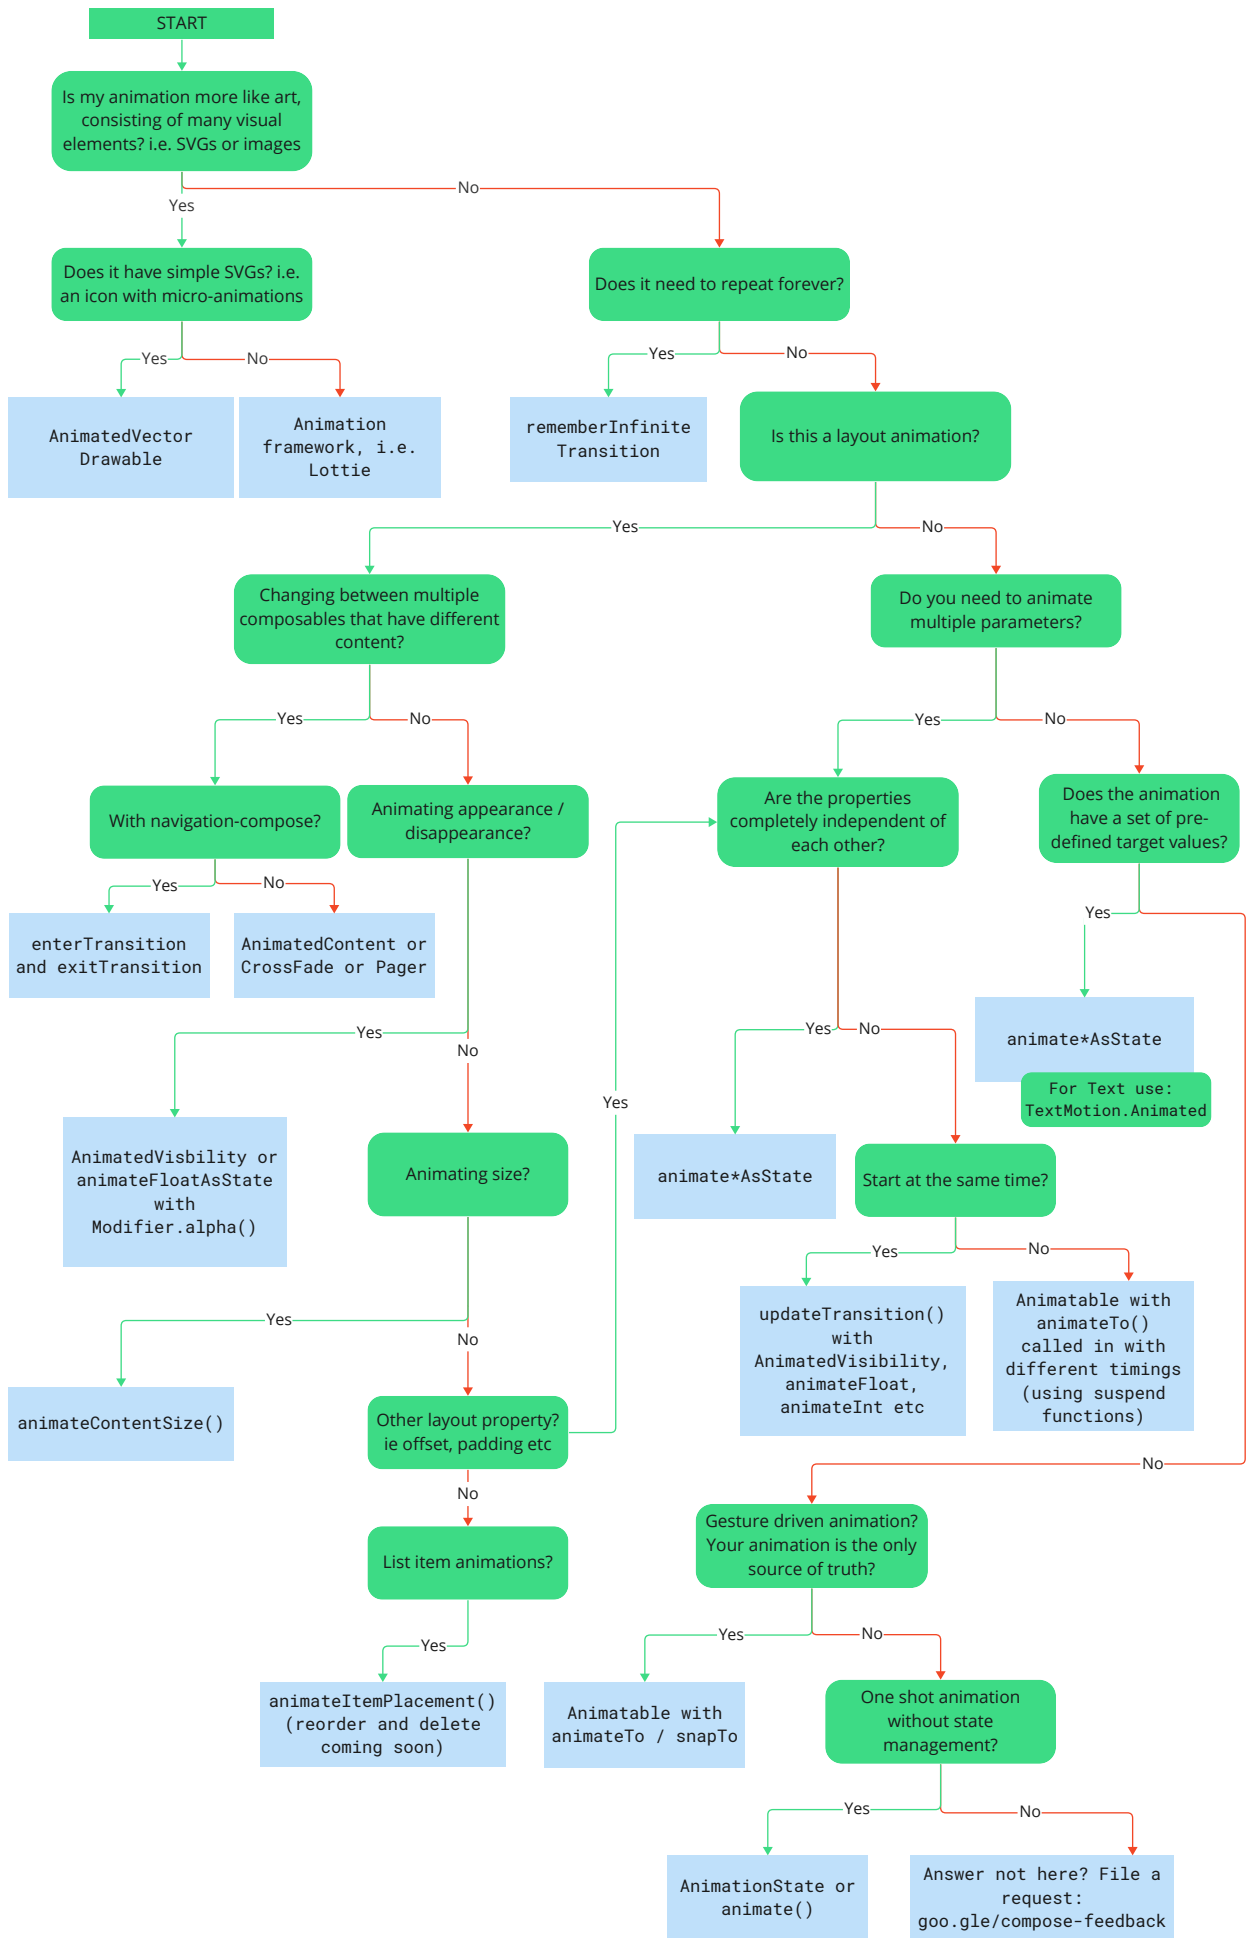 START
Is my animation more like art,
consisting of many visual
elements? i.e. SVGs or images
No
Yes
Does it have simple SVGs? i.e.
an icon with micro-animations
Does it need to repeat forever?
Yes
No
Yes
No
AnimatedVector
Drawable
Animation
framework, i.e.
Lottie
rememberInfinite
Transition
Is this a layout animation?
Yes
No
Changing between multiple
composables that have different
content?
Do you need to animate
multiple parameters?
Yes
No
Yes
No
With navigation-compose?
Animating appearance /
disappearance?
Are the properties
completely independent of
each other?
Does the animation
have a set of pre-
defined target values?
Yes
No
Yes
enterTransition
and exitTransition
AnimatedContent or
CrossFade or Pager
Yes
No
Yes
No
animate*AsState
For Text use:
TextMotion.Animated
Yes
AnimatedVisbility or
animateFloatAsState
with
Modifier.alpha()
Animating size?
animate*AsState
Start at the same time?
Yes
No
Yes
No
updateTransition()
with
AnimatedVisibility,
animateFloat,
animateInt etc
Animatable with
animateTo()
called in with
different timings
(using suspend
functions)
animateContentSize()
Other layout property?
ie offset, padding etc
No
No
List item animations?
Gesture driven animation?
Your animation is the only
source of truth?
Yes
Yes
No
animateItemPlacement()
(reorder and delete
coming soon)
Animatable with
animateTo / snapTo
One shot animation
without state
management?
Yes
No
AnimationState or
animate()
Answer not here? File a
request:
goo.gle/compose-feedback